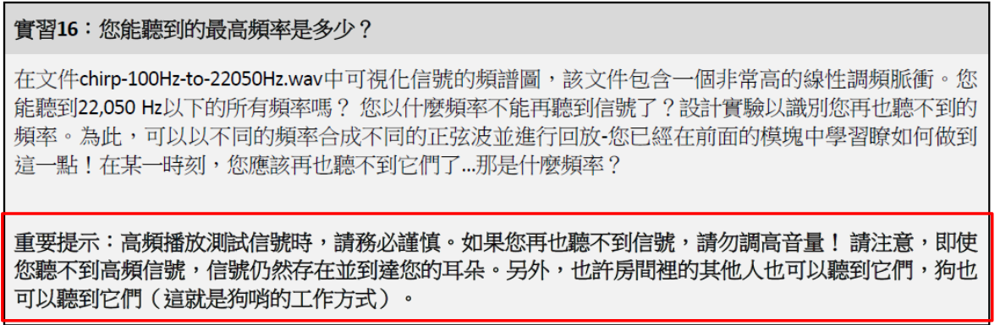 實習16：您能聽到的最高頻率是多少？
在文件chirp-100Hz-to-22050Hz.wav中可視化信號的頻譜圖，該文件包含一個非常高的線性調頻脈衝。您
能聽到22,050 Hz以下的所有頻率嗎？ 您以什麼頻率不能再聽到信號了？設計實驗以識別您再也聽不到的
頻率。為此，可以以不同的頻率合成不同的正弦波並進行回放-您已經在前面的模塊中學習瞭如何做到
這一點！在某一時刻，您應該再也聽不到它們了...那是什麼頻率？
重要提示：高頻播放測試信號時，請務必謹慎。如果您再也聽不到信號，請勿調高音量！ 請注意，即使
您聽不到高頻信號，信號仍然存在並到達您的耳朵。另外，也許房間裡的其他人也可以聽到它們，狗也
可以聽到它們（這就是狗哨的工作方式）。